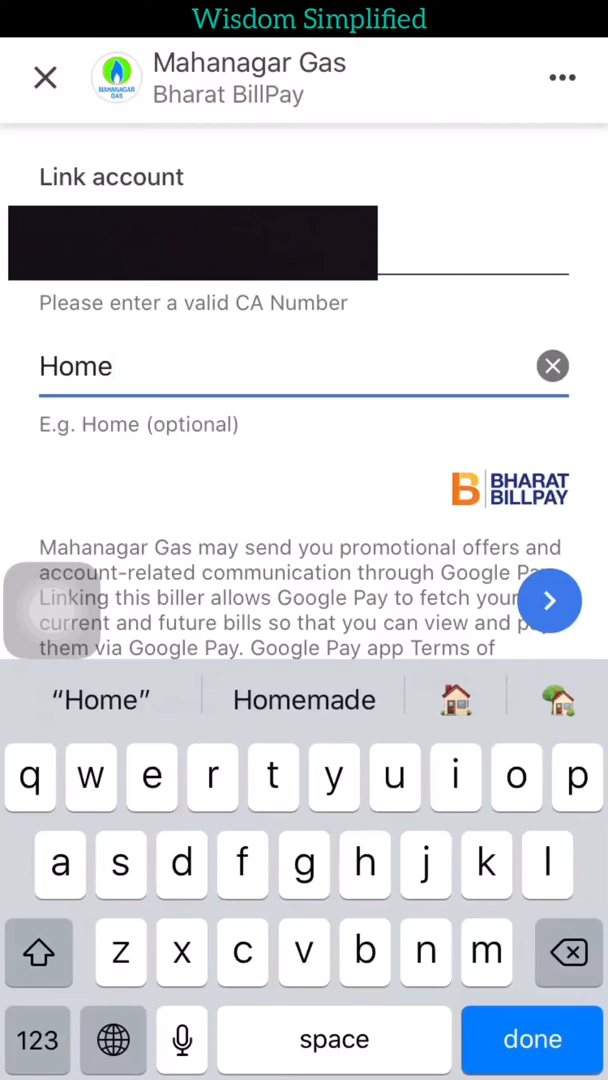 Wisdom Simplified
Mahanagar Gas
MAHANAGAR
GAS
Bharat BillPay
Link account
Please enter a valid CA Number
Home
E.g. Home (optional)
B BHARAT
BILLPAY
Mahanagar Gas may send you promotional offers and
account-related communication through Google
Linking this biller allows Google Pay to fetch your
current and future bills so that you can view and
them via Google Pay. Google Pay app Terms of
“Home” Homemade
q w e r t y u i o p
a s d f g h j k l
z x c v b n m
123 space done